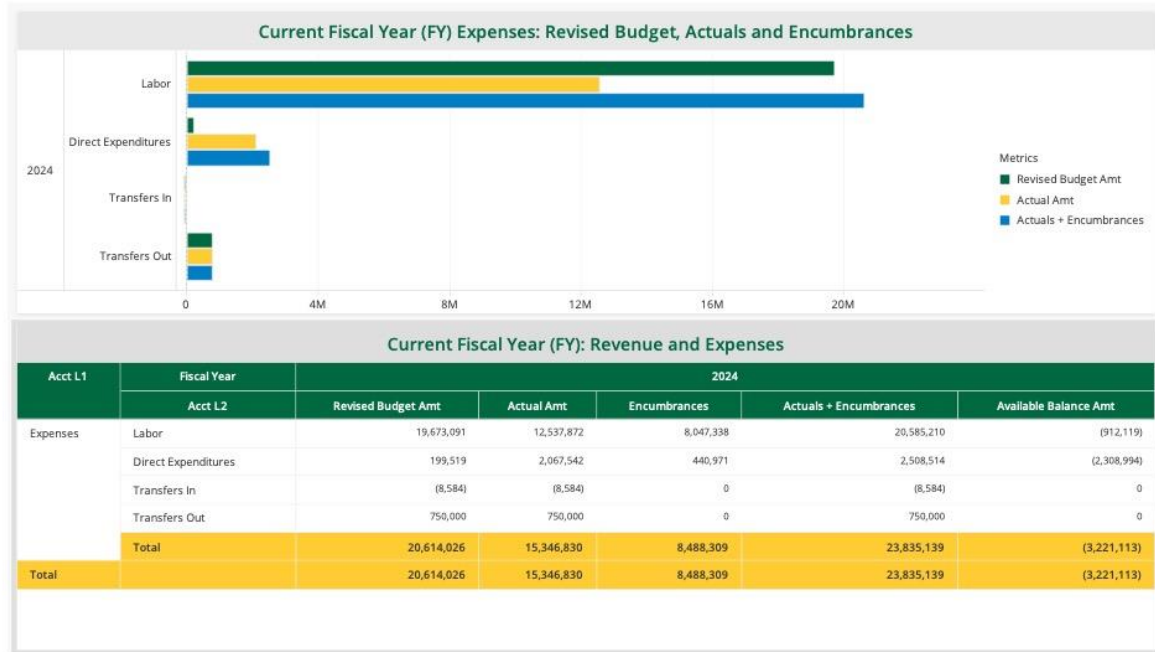 Current Fiscal Year (FY) Expenses: Revised Budget, Actuals and Encumbrances
2024
Labor
Direct Expenditures
Transfers In
Transfers Out
0 4M 8M 12M 16M 20M
Metrics
Revised Budget Amt
Actual Amt
Actuals + Encumbrances
Current Fiscal Year (FY): Revenue and Expenses
Acct L1 Fiscal Year 2024
Acct L2 Revised Budget Amt Actual Amt Encumbrances Actuals + Encumbrances Available Balance Amt
Expenses Labor 19,673,091 12,537,872 8,047,338 20,585,210 (912,119)
Direct Expenditures 199,519 2,067,542 440,971 2,508,514 (2,308,994)
Transfers In (8,584) (8,584) 0 (8,584) 0
Transfers Out 750,000 750,000 0 750,000 0
Total 20,614,026 15,346,830 8,488,309 23,835,139 (3,221,113)
Total 20,614,026 15,346,830 8,488,309 23,835,139 (3,221,113)